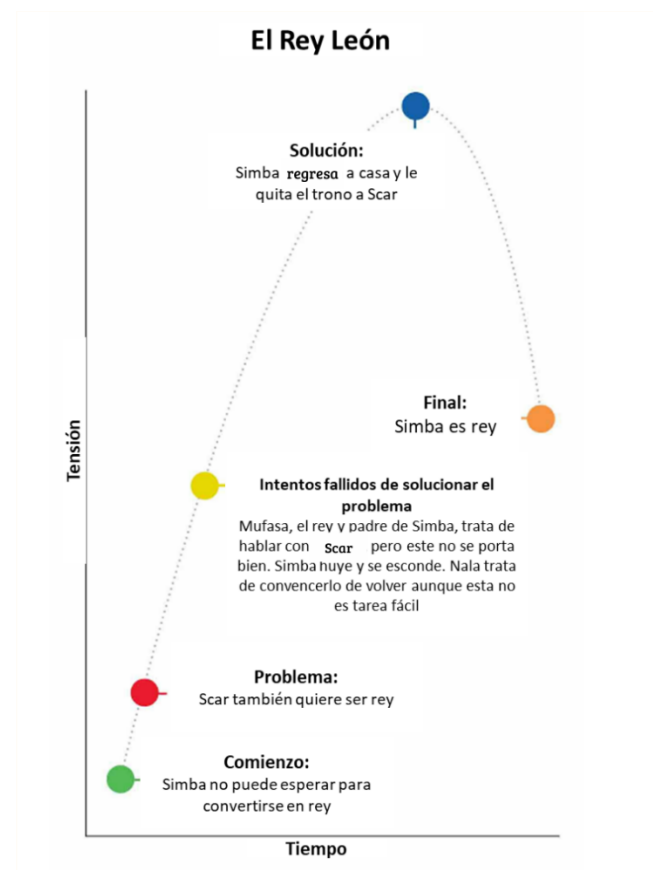 El Rey León
Solución:
Simba regresa a casa y le
quita el trono a Scar
Final:
Simba es rey
Tensión
Intentos fallidos de solucionar el
problema
Mufasa, el rey y padre de Simba, trata de
hablar con Scar pero este no se porta
bien. Simba huye y se esconde. Nala trata
de convencerlo de volver aunque esta no
es tarea fácil
Problema:
Scar también quiere ser rey
Comienzo:
Simba no puede esperar para
convertirse en rey
Tiempo